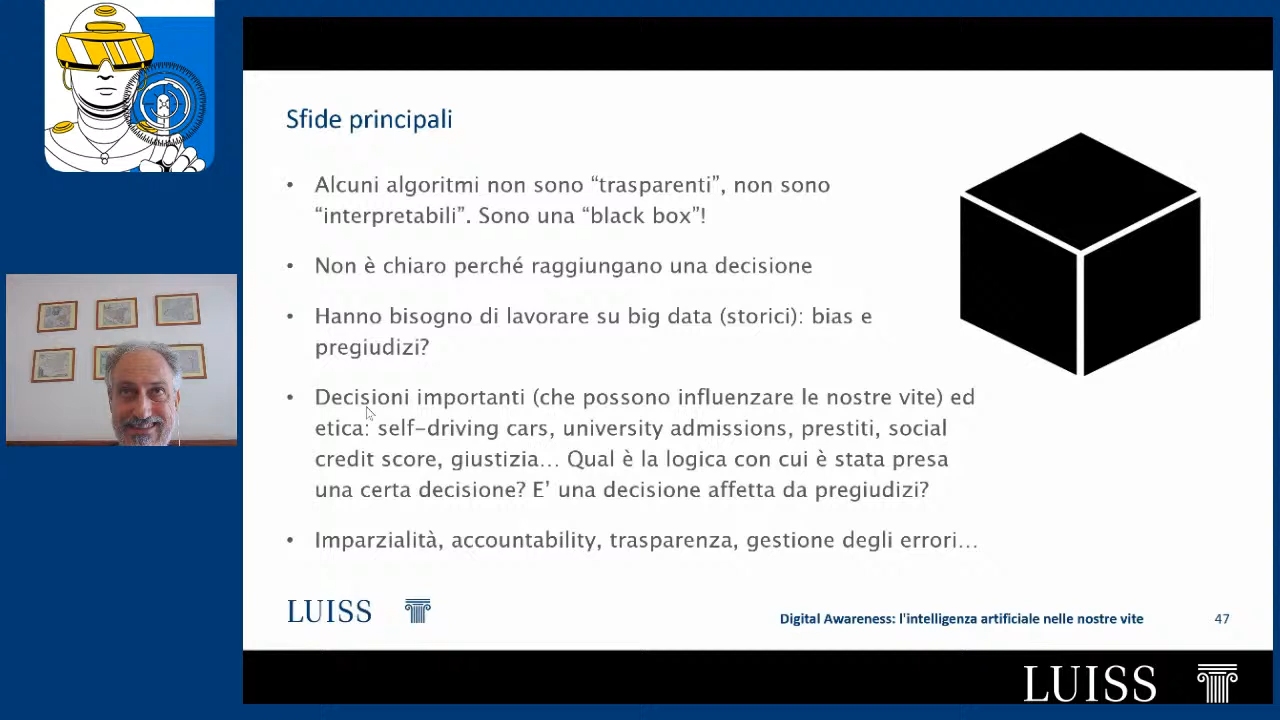 Sfide principali
• Alcuni algoritmi non sono “trasparenti”, non sono
“interpretabili”. Sono una “black box”!
• Non è chiaro perché raggiungano una decisione
• Hanno bisogno di lavorare su big data (storici): bias e
pregiudizi?
• Decisioni importanti (che possono influenzare le nostre vite) ed
etica: self-driving cars, university admissions, prestiti, social
credit score, giustizia… Qual è la logica con cui è stata presa
una certa decisione? E’ una decisione affetta da pregiudizi?
• Imparzialità, accountability, trasparenza, gestione degli errori…
LUISS
Digital Awareness: l'intelligenza artificiale nelle nostre vite
47
LUISS